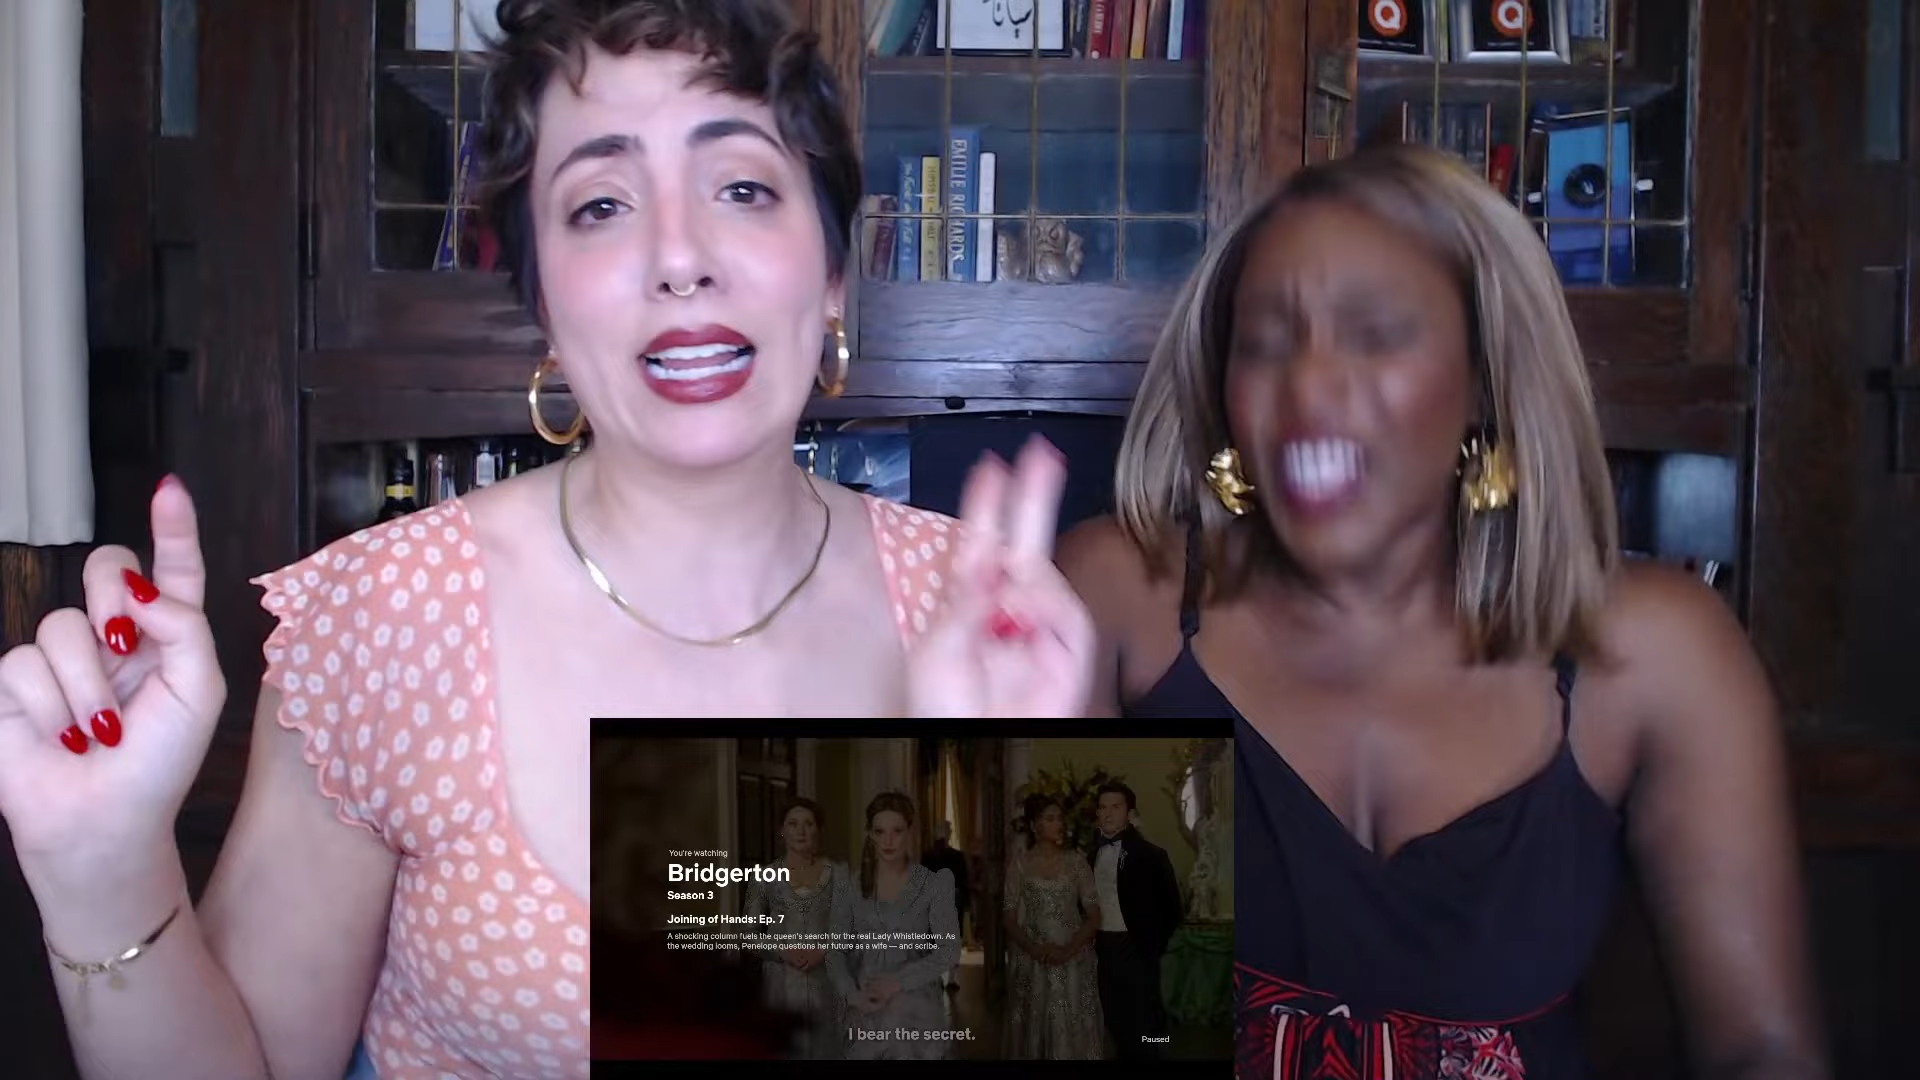 Q
Q
EMILIE RICHARDS
You're watching
Bridgerton
Season 3
Joining of Hands: Ep. 7
A shocking column fuels the queen's search for the real Lady Whistledown. As
the wedding looms, Penelope questions her future as a wife — and scribe.
I bear the secret.
Paused